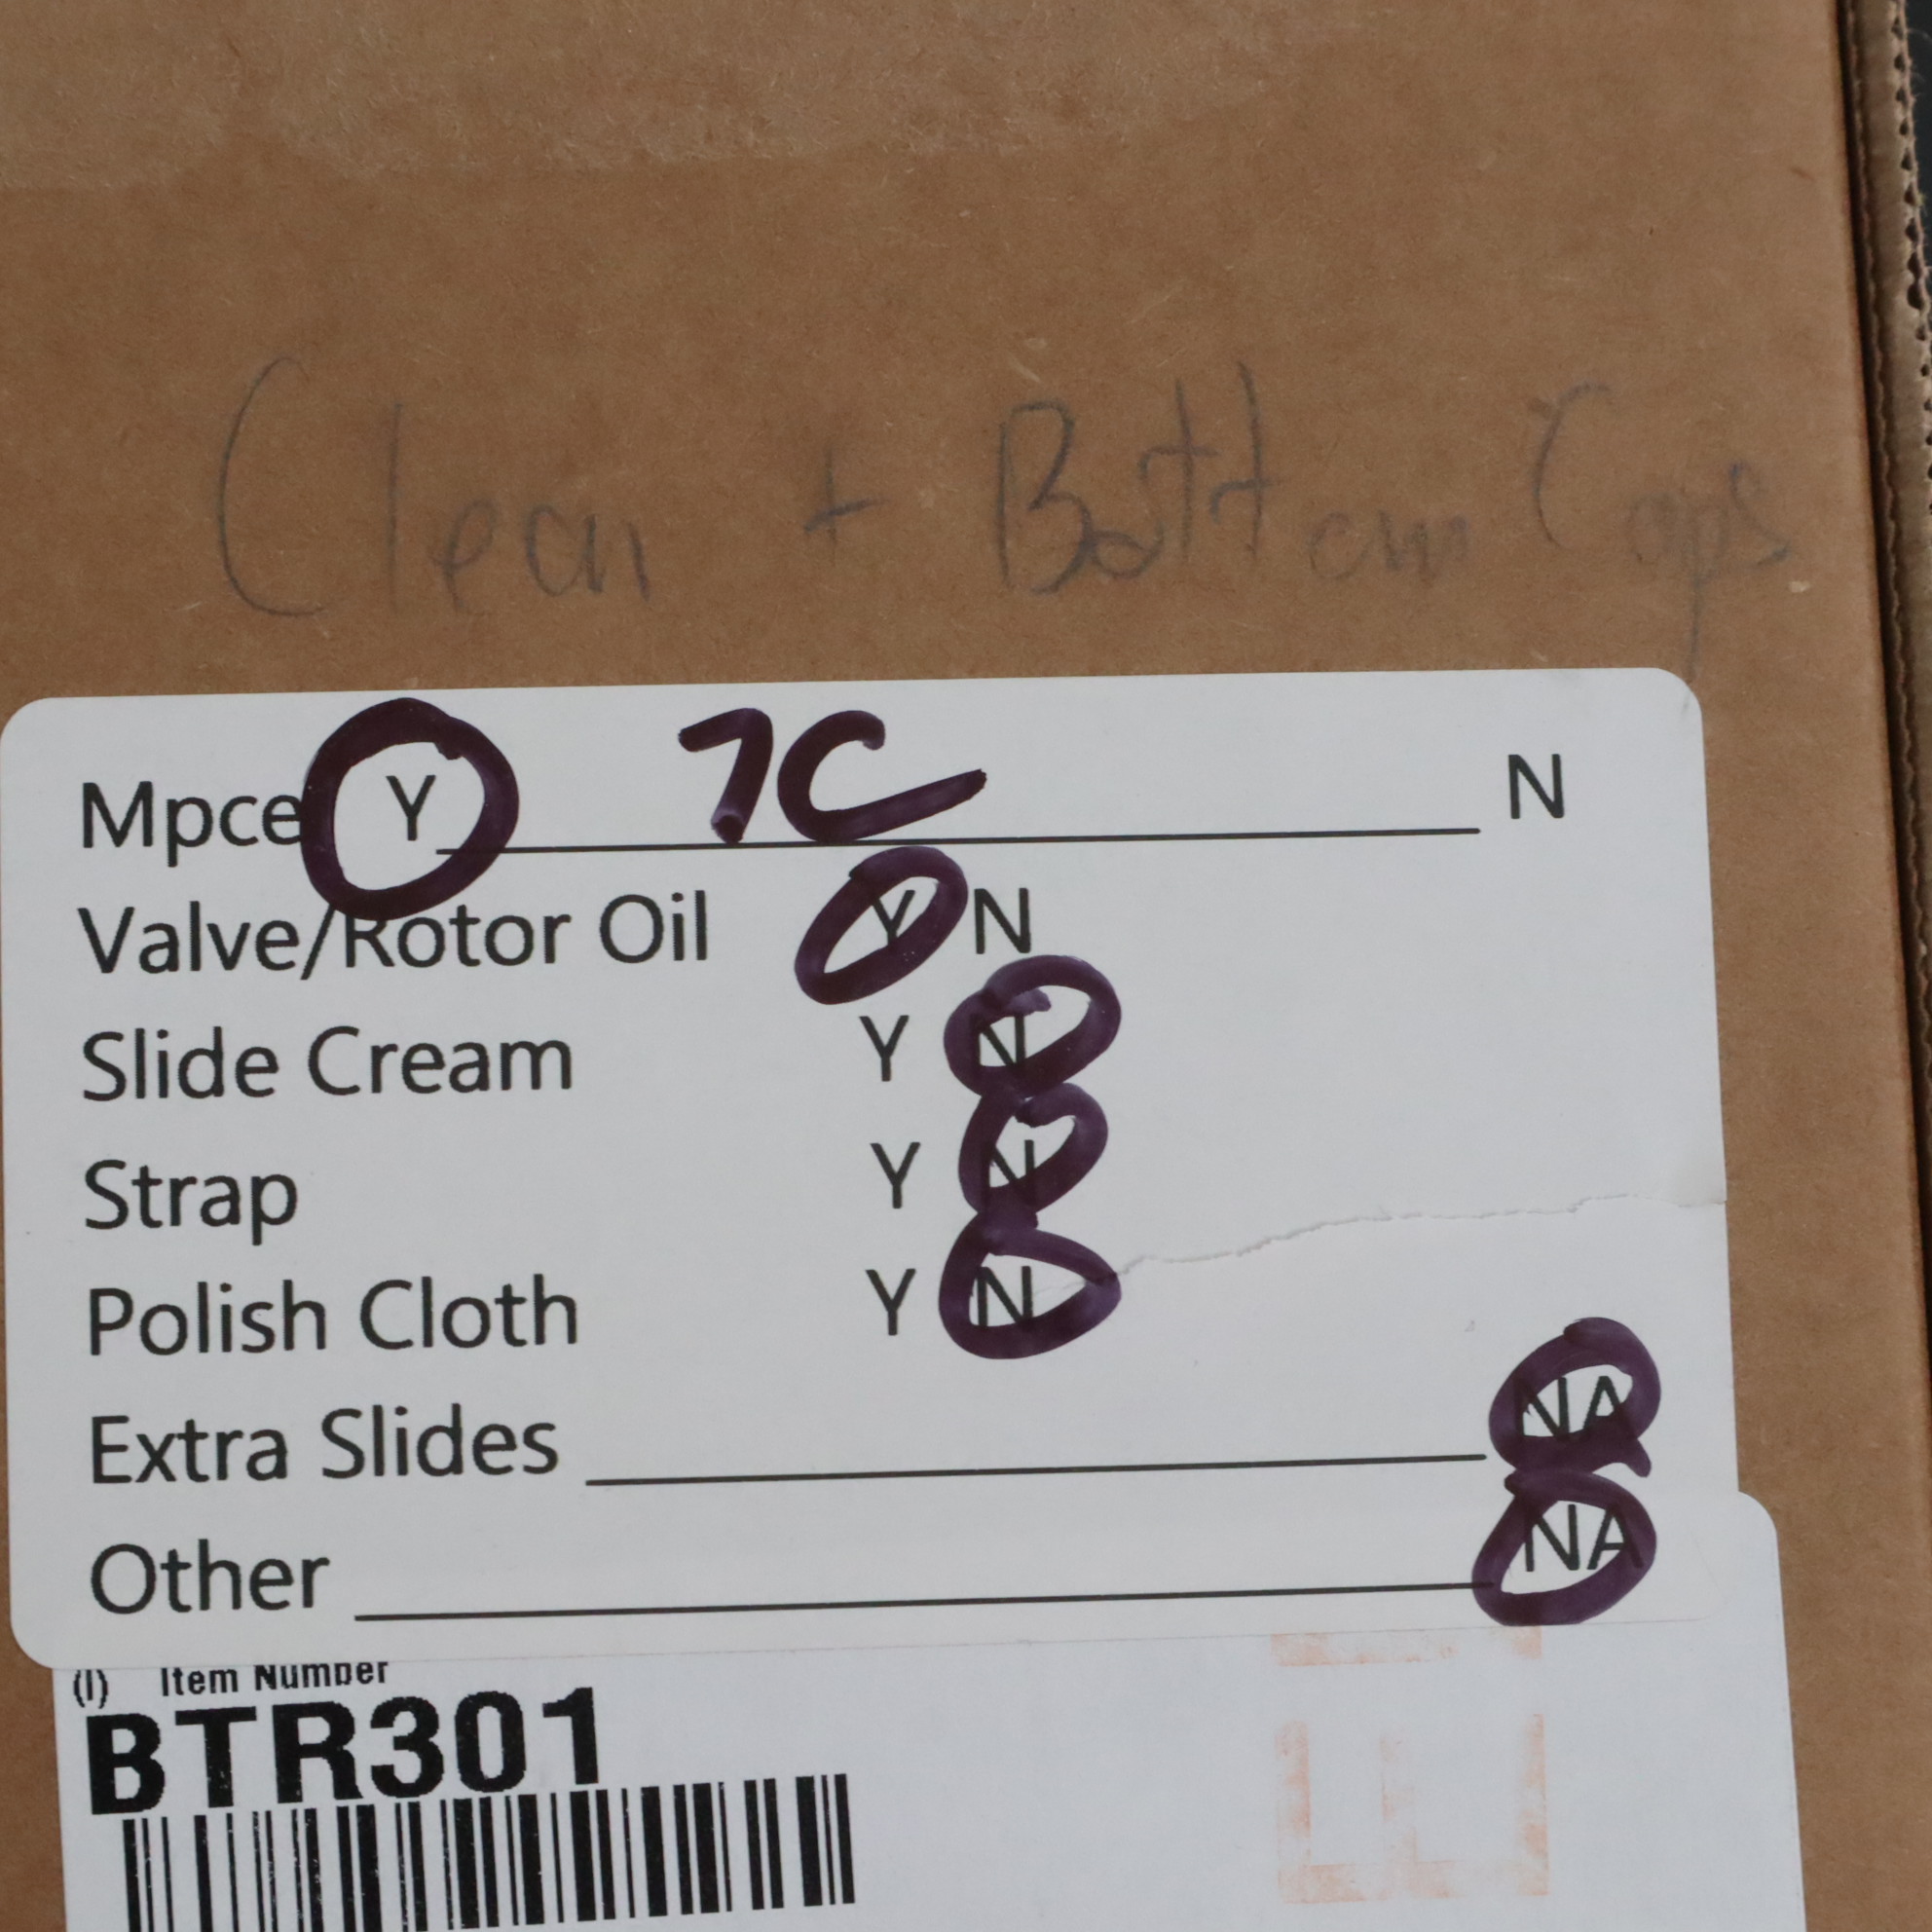 Clean + Bottom Caps
Mpce Y 7C N
Valve/Rotor Oil Y N
Slide Cream Y N
Strap Y N
Polish Cloth Y N
Extra Slides NA
Other NA
(I) Item Number
BTR301